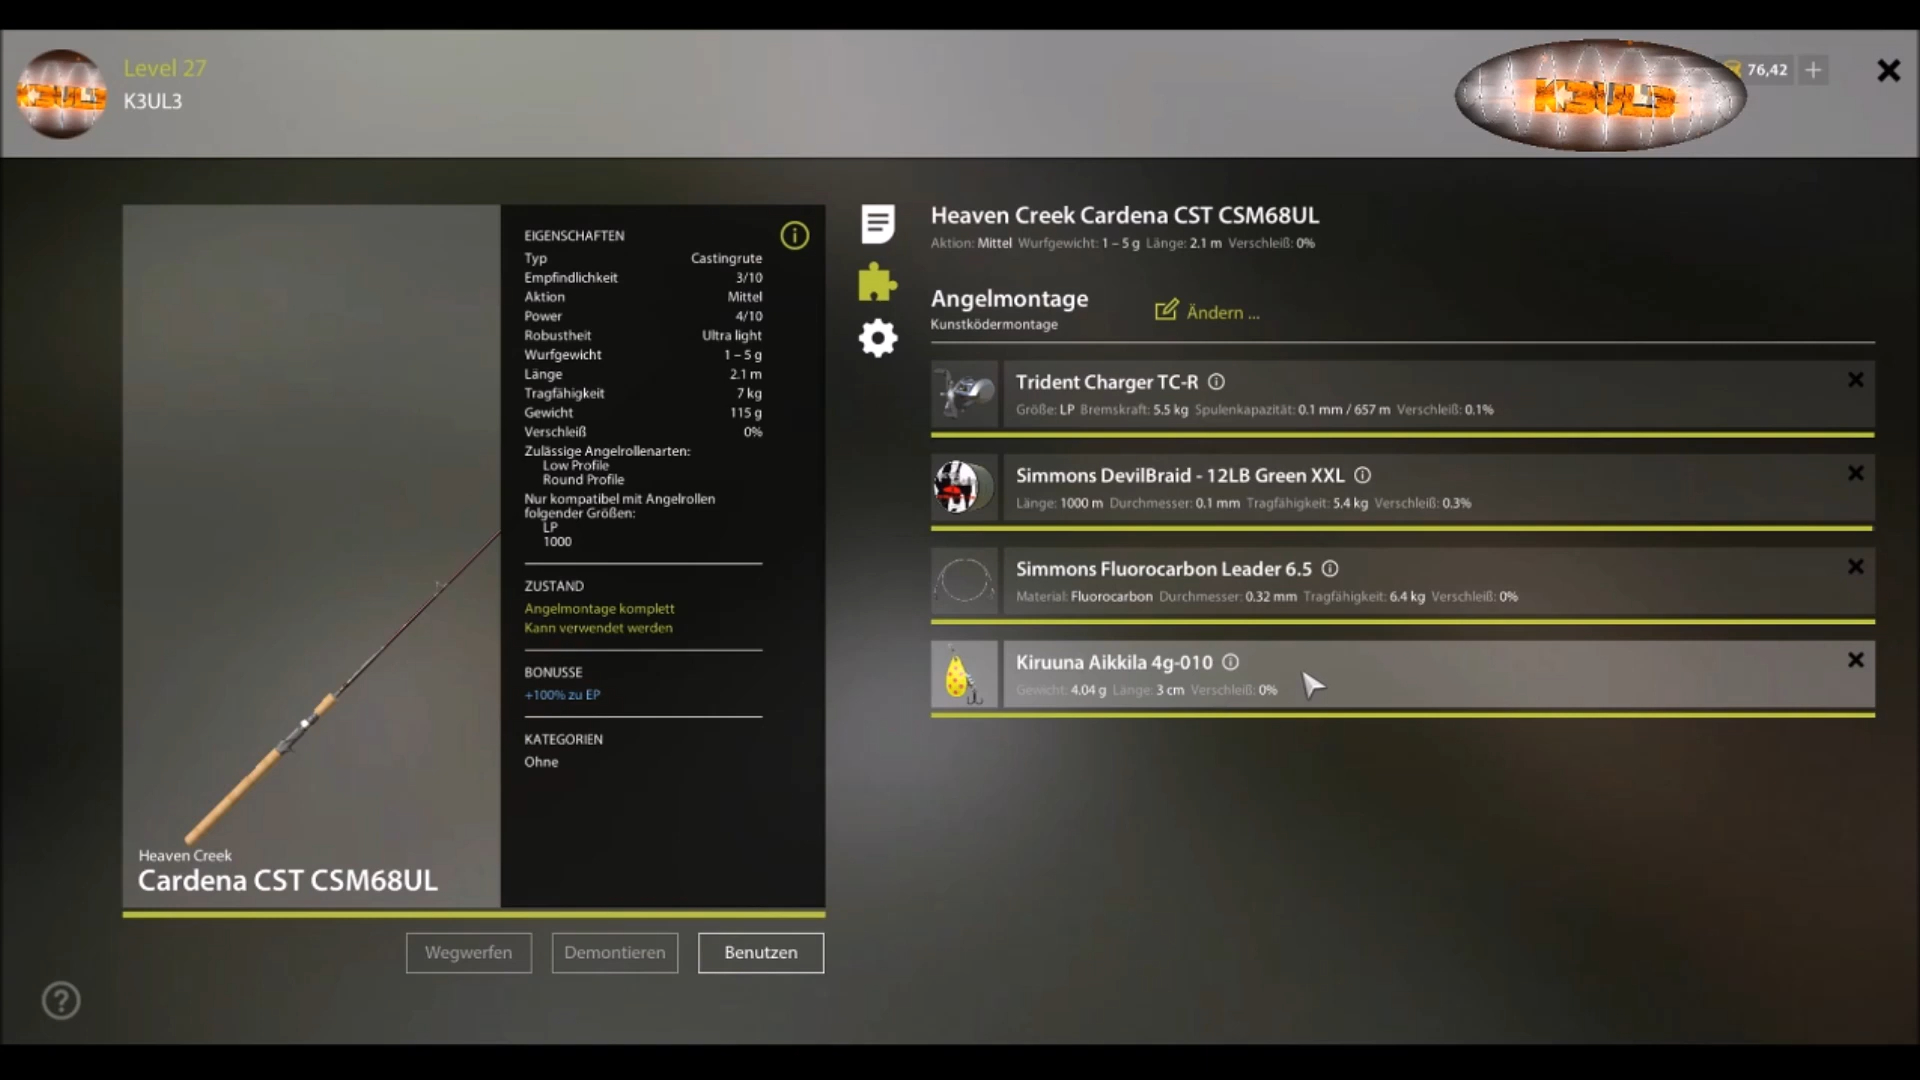 Level 27
K3UL3
K3UL3
K3UL3
76,42
EIGENSCHAFTEN
Typ Castingrute
Empfindlichkeit 3/10
Aktion Mittel
Power 4/10
Robustheit Ultra light
Wurfgewicht 1 – 5 g
Länge 2.1 m
Tragfähigkeit 7 kg
Gewicht 115 g
Verschleiß 0%
Zulässige Angelrollenarten:
Low Profile
Round Profile
Nur kompatibel mit Angelrollen
folgender Größen:
LP
1000
ZUSTAND
Angelmontage komplett
Kann verwendet werden
BONUSSE
+100% zu EP
KATEGORIEN
Ohne
Heaven Creek
Cardena CST CSM68UL
Wegwerfen Demontieren Benutzen
Heaven Creek Cardena CST CSM68UL
Aktion: Mittel Wurfgewicht: 1 – 5 g Länge: 2.1 m Verschleiß: 0%
Angelmontage
Kunstködermontage
Ändern ...
Trident Charger TC-R
Größe: LP Bremskraft: 5.5 kg Spulenkapazität: 0.1 mm / 657 m Verschleiß: 0.1%
Simmons DevilBraid - 12LB Green XXL
Länge: 1000 m Durchmesser: 0.1 mm Tragfähigkeit: 5.4 kg Verschleiß: 0.3%
Simmons Fluorocarbon Leader 6.5
Material: Fluorocarbon Durchmesser: 0.32 mm Tragfähigkeit: 6.4 kg Verschleiß: 0%
Kiruuna Aikkila 4g-010
Gewicht: 4.04 g Länge: 3 cm Verschleiß: 0%